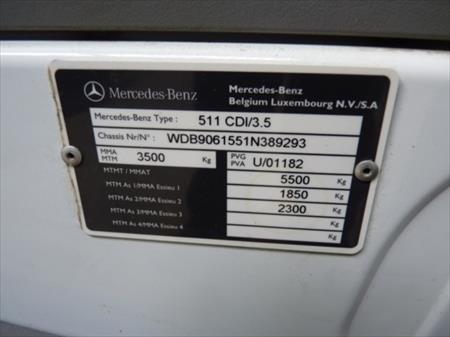 Mercedes-Benz
Mercedes-Benz
Belgium Luxembourg N.V./S.A
Mercedes-Benz Type : 511 CDI/3.5
Chassis Nr/N° : WDB9061551N389293
MMA
MTM 3500 Kg PVG
PVA U/01182
MTMT / MMAT 5500 Kg
MTM As 1/MMA Essieu 1 1850 Kg
MTM As 2/MMA Essieu 2 2300 Kg
MTM As 3/MMA Essieu 3 Kg
MTM As 4/MMA Essieu 4 Kg